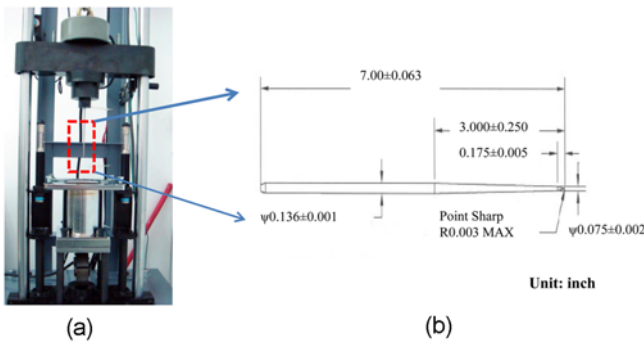 7.00±0.063
3.000±0.250
0.175±0.005
ψ0.136±0.001
Point Sharp
R0.003 MAX
ψ0.075±0.002
Unit: inch
(a)
(b)